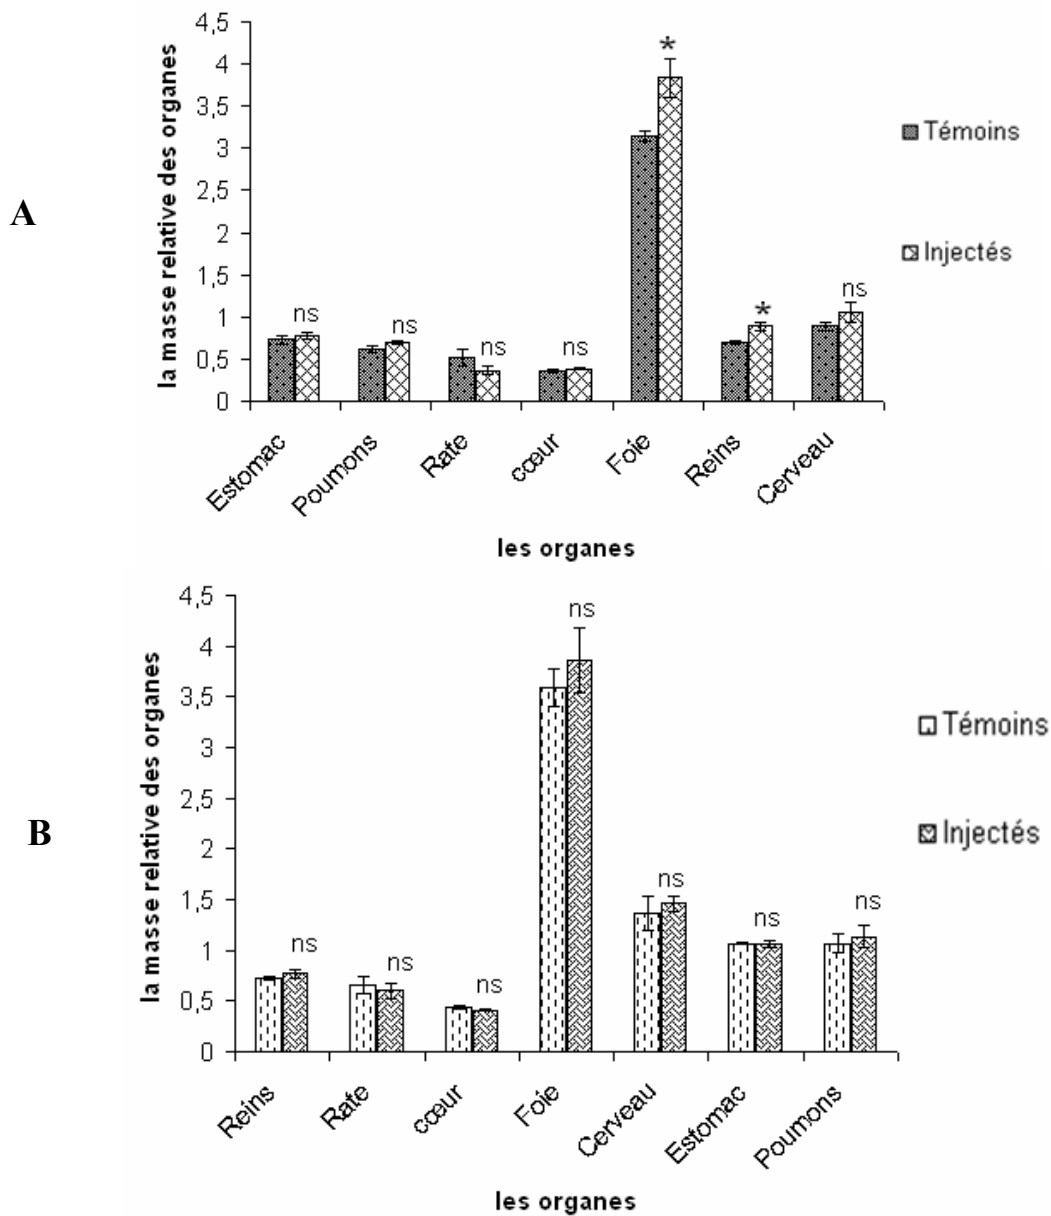 A
la masse relative des organes
4,5
4
3,5
3
2,5
2
1,5
1
0,5
0
ns
ns
ns
ns
*
*
ns
Estomac
Poumons
Rate
cœur
Foie
Reins
Cerveau
les organes
Témoins
Injectés
B
la masse relative des organes
4,5
4
3,5
3
2,5
2
1,5
1
0,5
0
ns
ns
ns
ns
ns
ns
ns
Reins
Rate
cœur
Foie
Cerveau
Estomac
Poumons
les organes
Témoins
Injectés